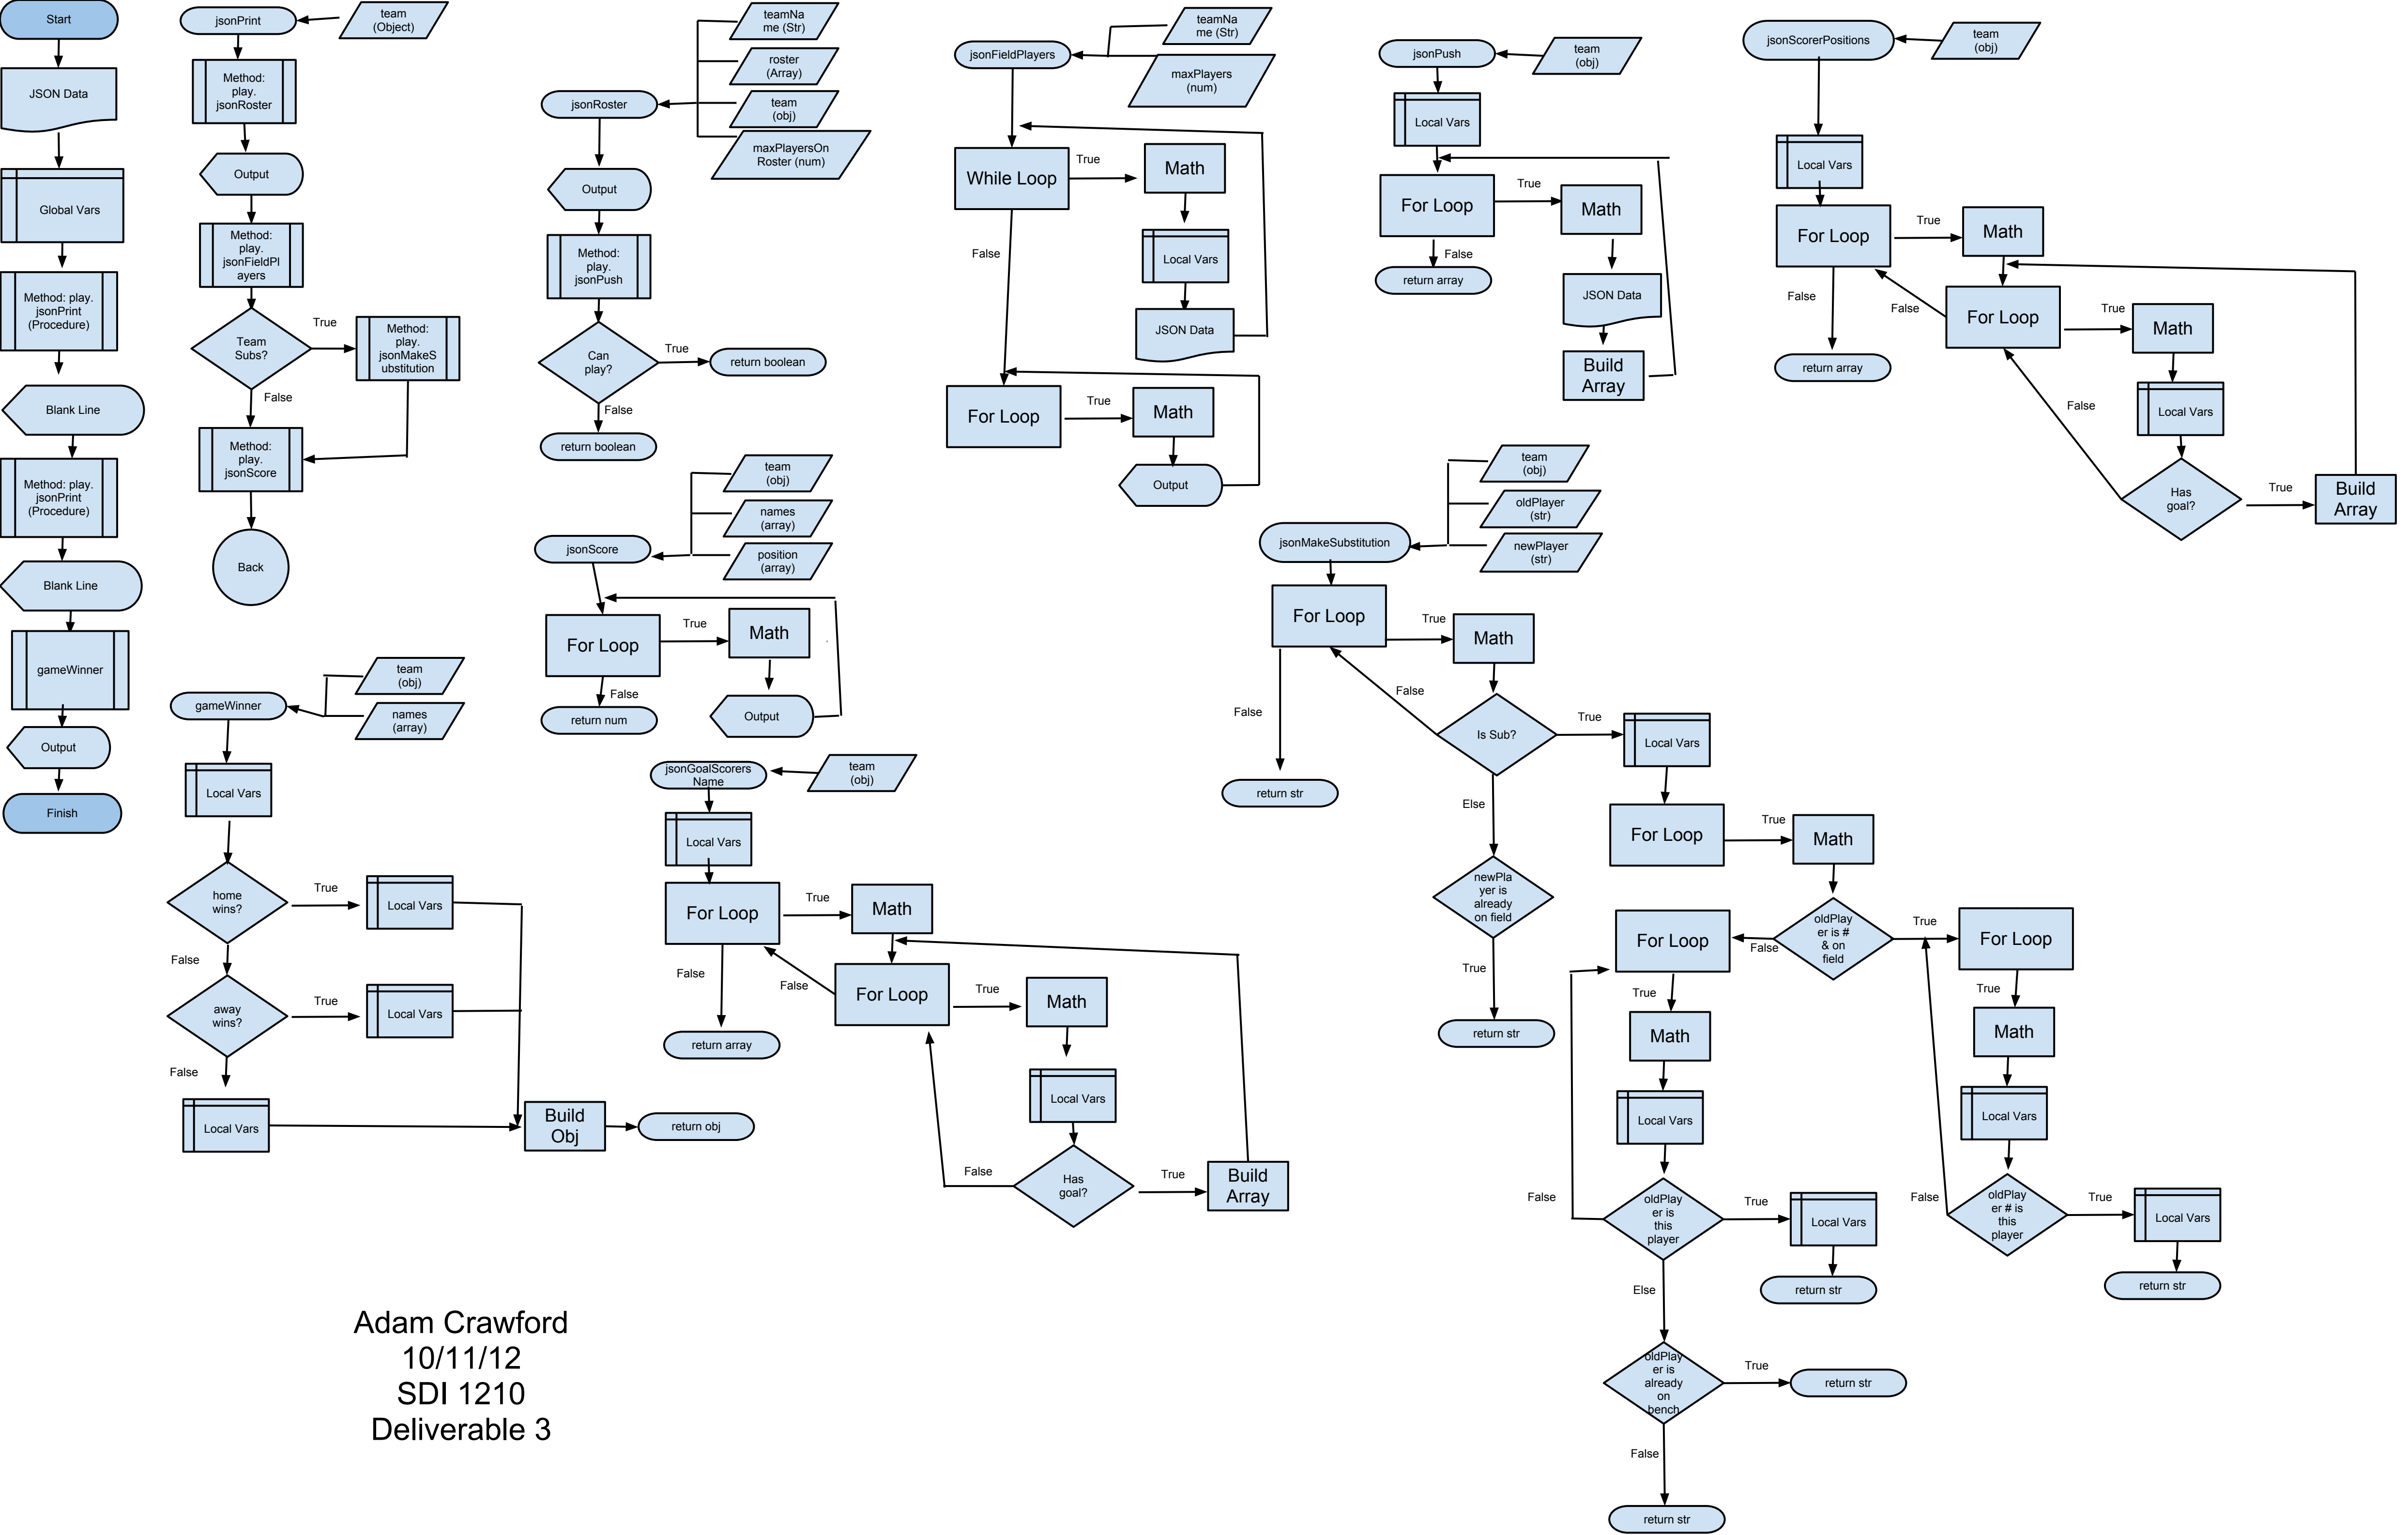 Start
JSON Data
Global Vars
Method: play.
jsonPrint
(Procedure)
Blank Line
Method: play.
jsonPrint
(Procedure)
Blank Line
gameWinner
Output
Finish
jsonPrint
team
(Object)
Method:
play.
jsonRoster
Output
Method:
play.
jsonFieldPl
ayers
Team
Subs?
True
Method:
play.
jsonMakeS
ubstitution
False
Method:
play.
jsonScore
Back
gameWinner
team
(obj)
names
(array)
Local Vars
home
wins?
True
Local Vars
False
away
wins?
True
Local Vars
False
Local Vars
Build
Obj
return obj
jsonRoster
teamNa
me (Str)
roster
(Array)
team
(obj)
maxPlayersOn
Roster (num)
Output
Method:
play.
jsonPush
Can
play?
True
return boolean
False
return boolean
jsonScore
team
(obj)
names
(array)
position
(array)
For Loop
True
Math
False
return num
Output
jsonGoalScorers
Name
team
(obj)
Local Vars
For Loop
True
Math
False
False
For Loop
True
Math
return array
Local Vars
False
Has
goal?
True
Build
Array
jsonFieldPlayers
teamNa
me (Str)
maxPlayers
(num)
While Loop
True
Math
False
Local Vars
JSON Data
For Loop
True
Math
Output
jsonPush
team
(obj)
Local Vars
For Loop
True
Math
False
return array
JSON Data
Build
Array
jsonScorerPositions
team
(obj)
Local Vars
For Loop
True
Math
False
False
For Loop
True
Math
return array
False
Local Vars
Has
goal?
True
Build
Array
jsonMakeSubstitution
team
(obj)
oldPlayer
(str)
newPlayer
(str)
For Loop
True
Math
False
False
Is Sub?
True
Local Vars
return str
Else
For Loop
True
Math
newPla
yer is
already
on field
True
return str
For Loop
False
oldPlay
er is #
& on
field
True
For Loop
True
Math
Local Vars
True
Math
Local Vars
False
oldPlay
er is
this
player
True
Local Vars
return str
False
oldPlay
er # is
this
player
True
Local Vars
return str
Else
oldPlay
er is
already
on
bench
True
return str
False
return str
Adam Crawford
10/11/12
SDI 1210
Deliverable 3